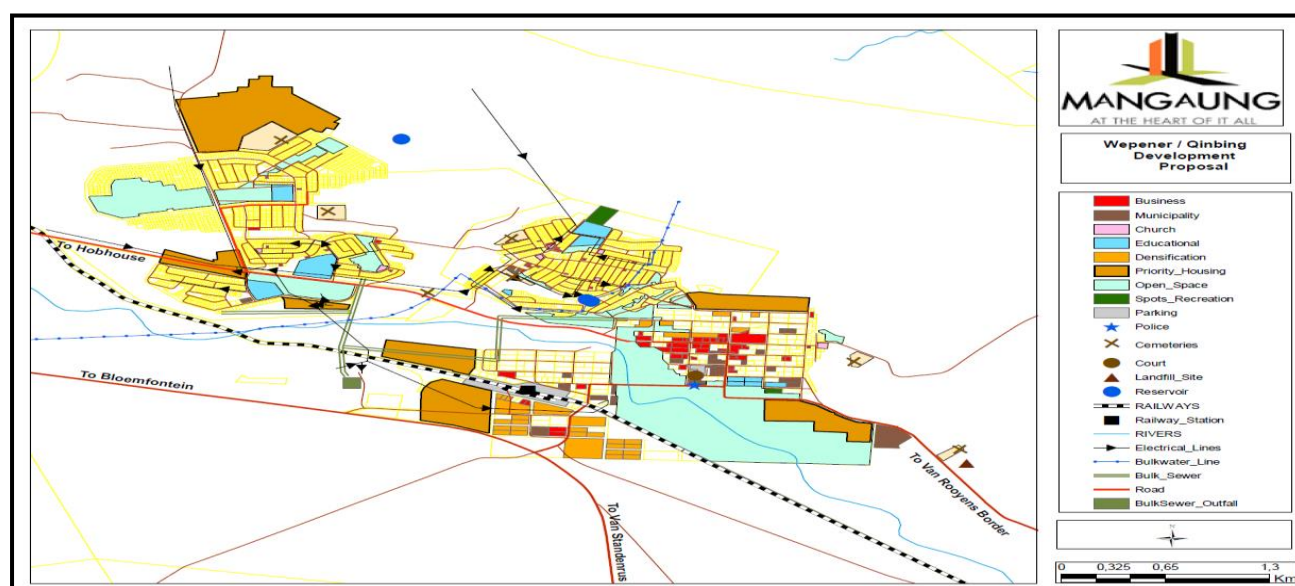 MANGAUNG
AT THE HEART OF IT ALL
Wepener / Qinbing
Development
Proposal
Business
Municipality
Church
Educational
Densification
Priority_Housing
Open_Space
Spots_Recreation
Parking
Police
Cemeteries
Court
Landfill_Site
Reservoir
RAILWAYS
Railway_Station
RIVERS
Electrical_Lines
Bulkwater_Line
Bulk_Sewer
Road
BulkSewer_Outfall
N
0 0,325 0,65 1,3
Km
To Hobhouse
To Bloemfontein
To Van Standenrus
To Van Rooyens Border